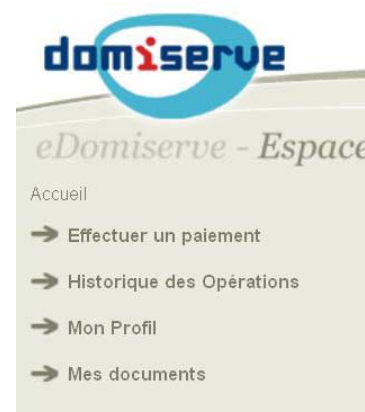 domiserve
eDomiserve - Espace
Accueil
Effectuer un paiement
Historique des Opérations
Mon Profil
Mes documents